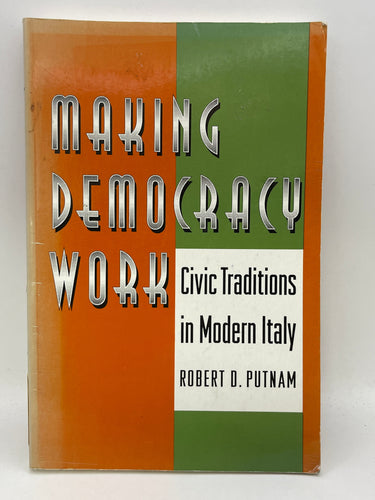 MAKING
DEMOCRACY
WORK
Civic Traditions
in Modern Italy
ROBERT D. PUTNAM